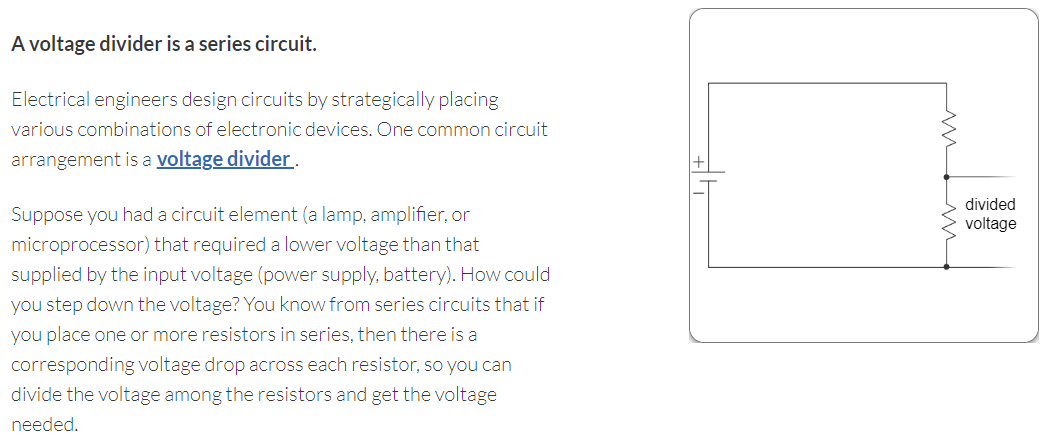 A voltage divider is a series circuit.
Electrical engineers design circuits by strategically placing
various combinations of electronic devices. One common circuit
arrangement is a voltage divider .
Suppose you had a circuit element (a lamp, amplifier, or
microprocessor) that required a lower voltage than that
supplied by the input voltage (power supply, battery). How could
you step down the voltage? You know from series circuits that if
you place one or more resistors in series, then there is a
corresponding voltage drop across each resistor, so you can
divide the voltage among the resistors and get the voltage
needed.
+
−
divided
voltage